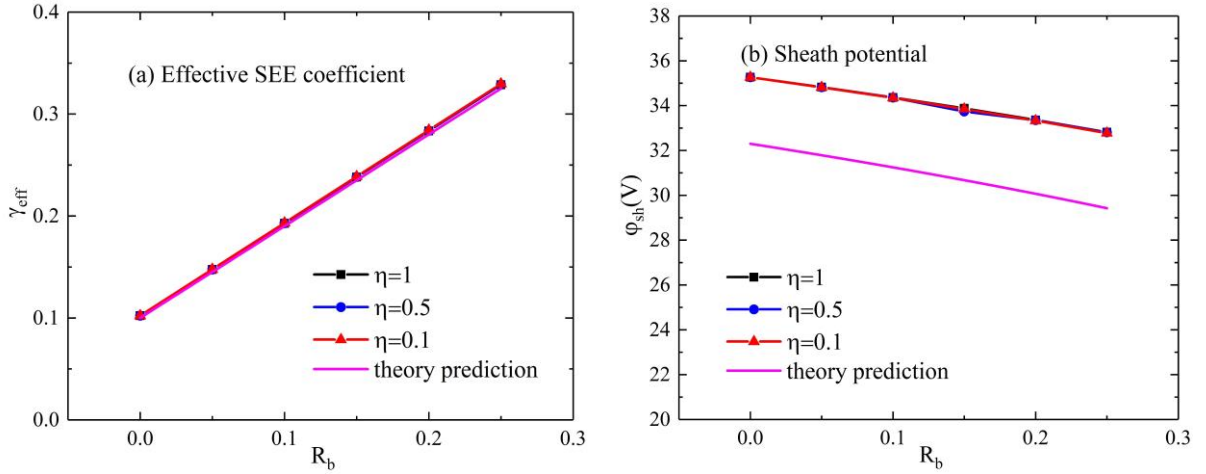 (a) Effective SEE coefficient
γeff
0.4
0.3
0.2
0.1
0.0
η=1
η=0.5
η=0.1
theory prediction
0.0 0.1 0.2 0.3
Rb
(b) Sheath potential
φsh(V)
38
36
34
32
30
28
26
24
22
20
η=1
η=0.5
η=0.1
theory prediction
0.0 0.1 0.2 0.3
Rb